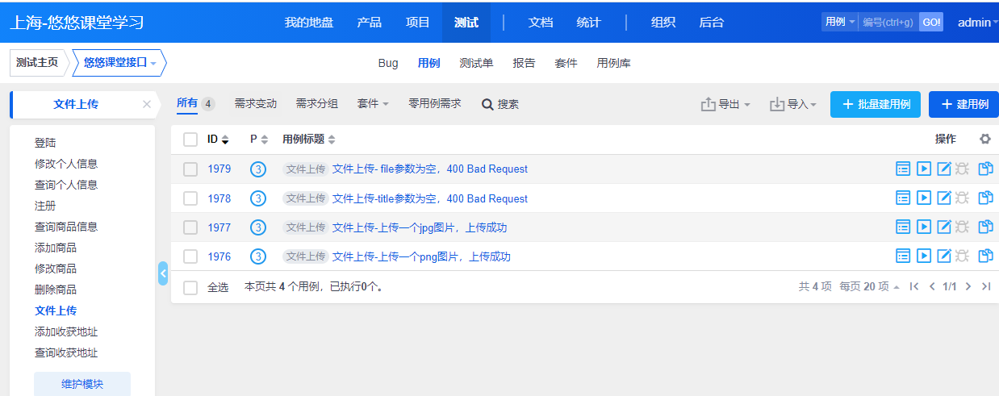 上海-悠悠课堂学习 我的地盘 产品 项目 测试 文档 统计 组织 后台 用例 编号(ctrl+g) GO! admin
测试主页 悠悠课堂接口 Bug 用例 测试单 报告 套件 用例库
文件上传 × 所有 4 需求变动 需求分组 套件 零用例需求 搜索 导出 导入 + 批量建用例 + 建用例
ID P 用例标题 操作
1979 3 文件上传 文件上传- file参数为空，400 Bad Request
1978 3 文件上传 文件上传-title参数为空，400 Bad Request
1977 3 文件上传 文件上传-上传一个jpg图片，上传成功
1976 3 文件上传 文件上传-上传一个png图片，上传成功
全选 本页共 4 个用例，已执行0个。 共 4 项 每页 20 项 1/1
登陆
修改个人信息
查询个人信息
注册
查询商品信息
添加商品
修改商品
删除商品
文件上传
添加收获地址
查询收获地址
维护模块